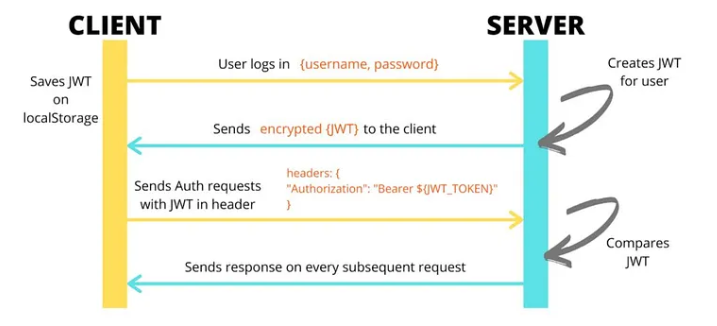 CLIENT
SERVER
User logs in {username, password}
Creates JWT
for user
Saves JWT
on
localStorage
Sends encrypted {JWT} to the client
headers: {
"Authorization": "Bearer ${JWT_TOKEN}"
}
Sends Auth requests
with JWT in header
Compares
JWT
Sends response on every subsequent request